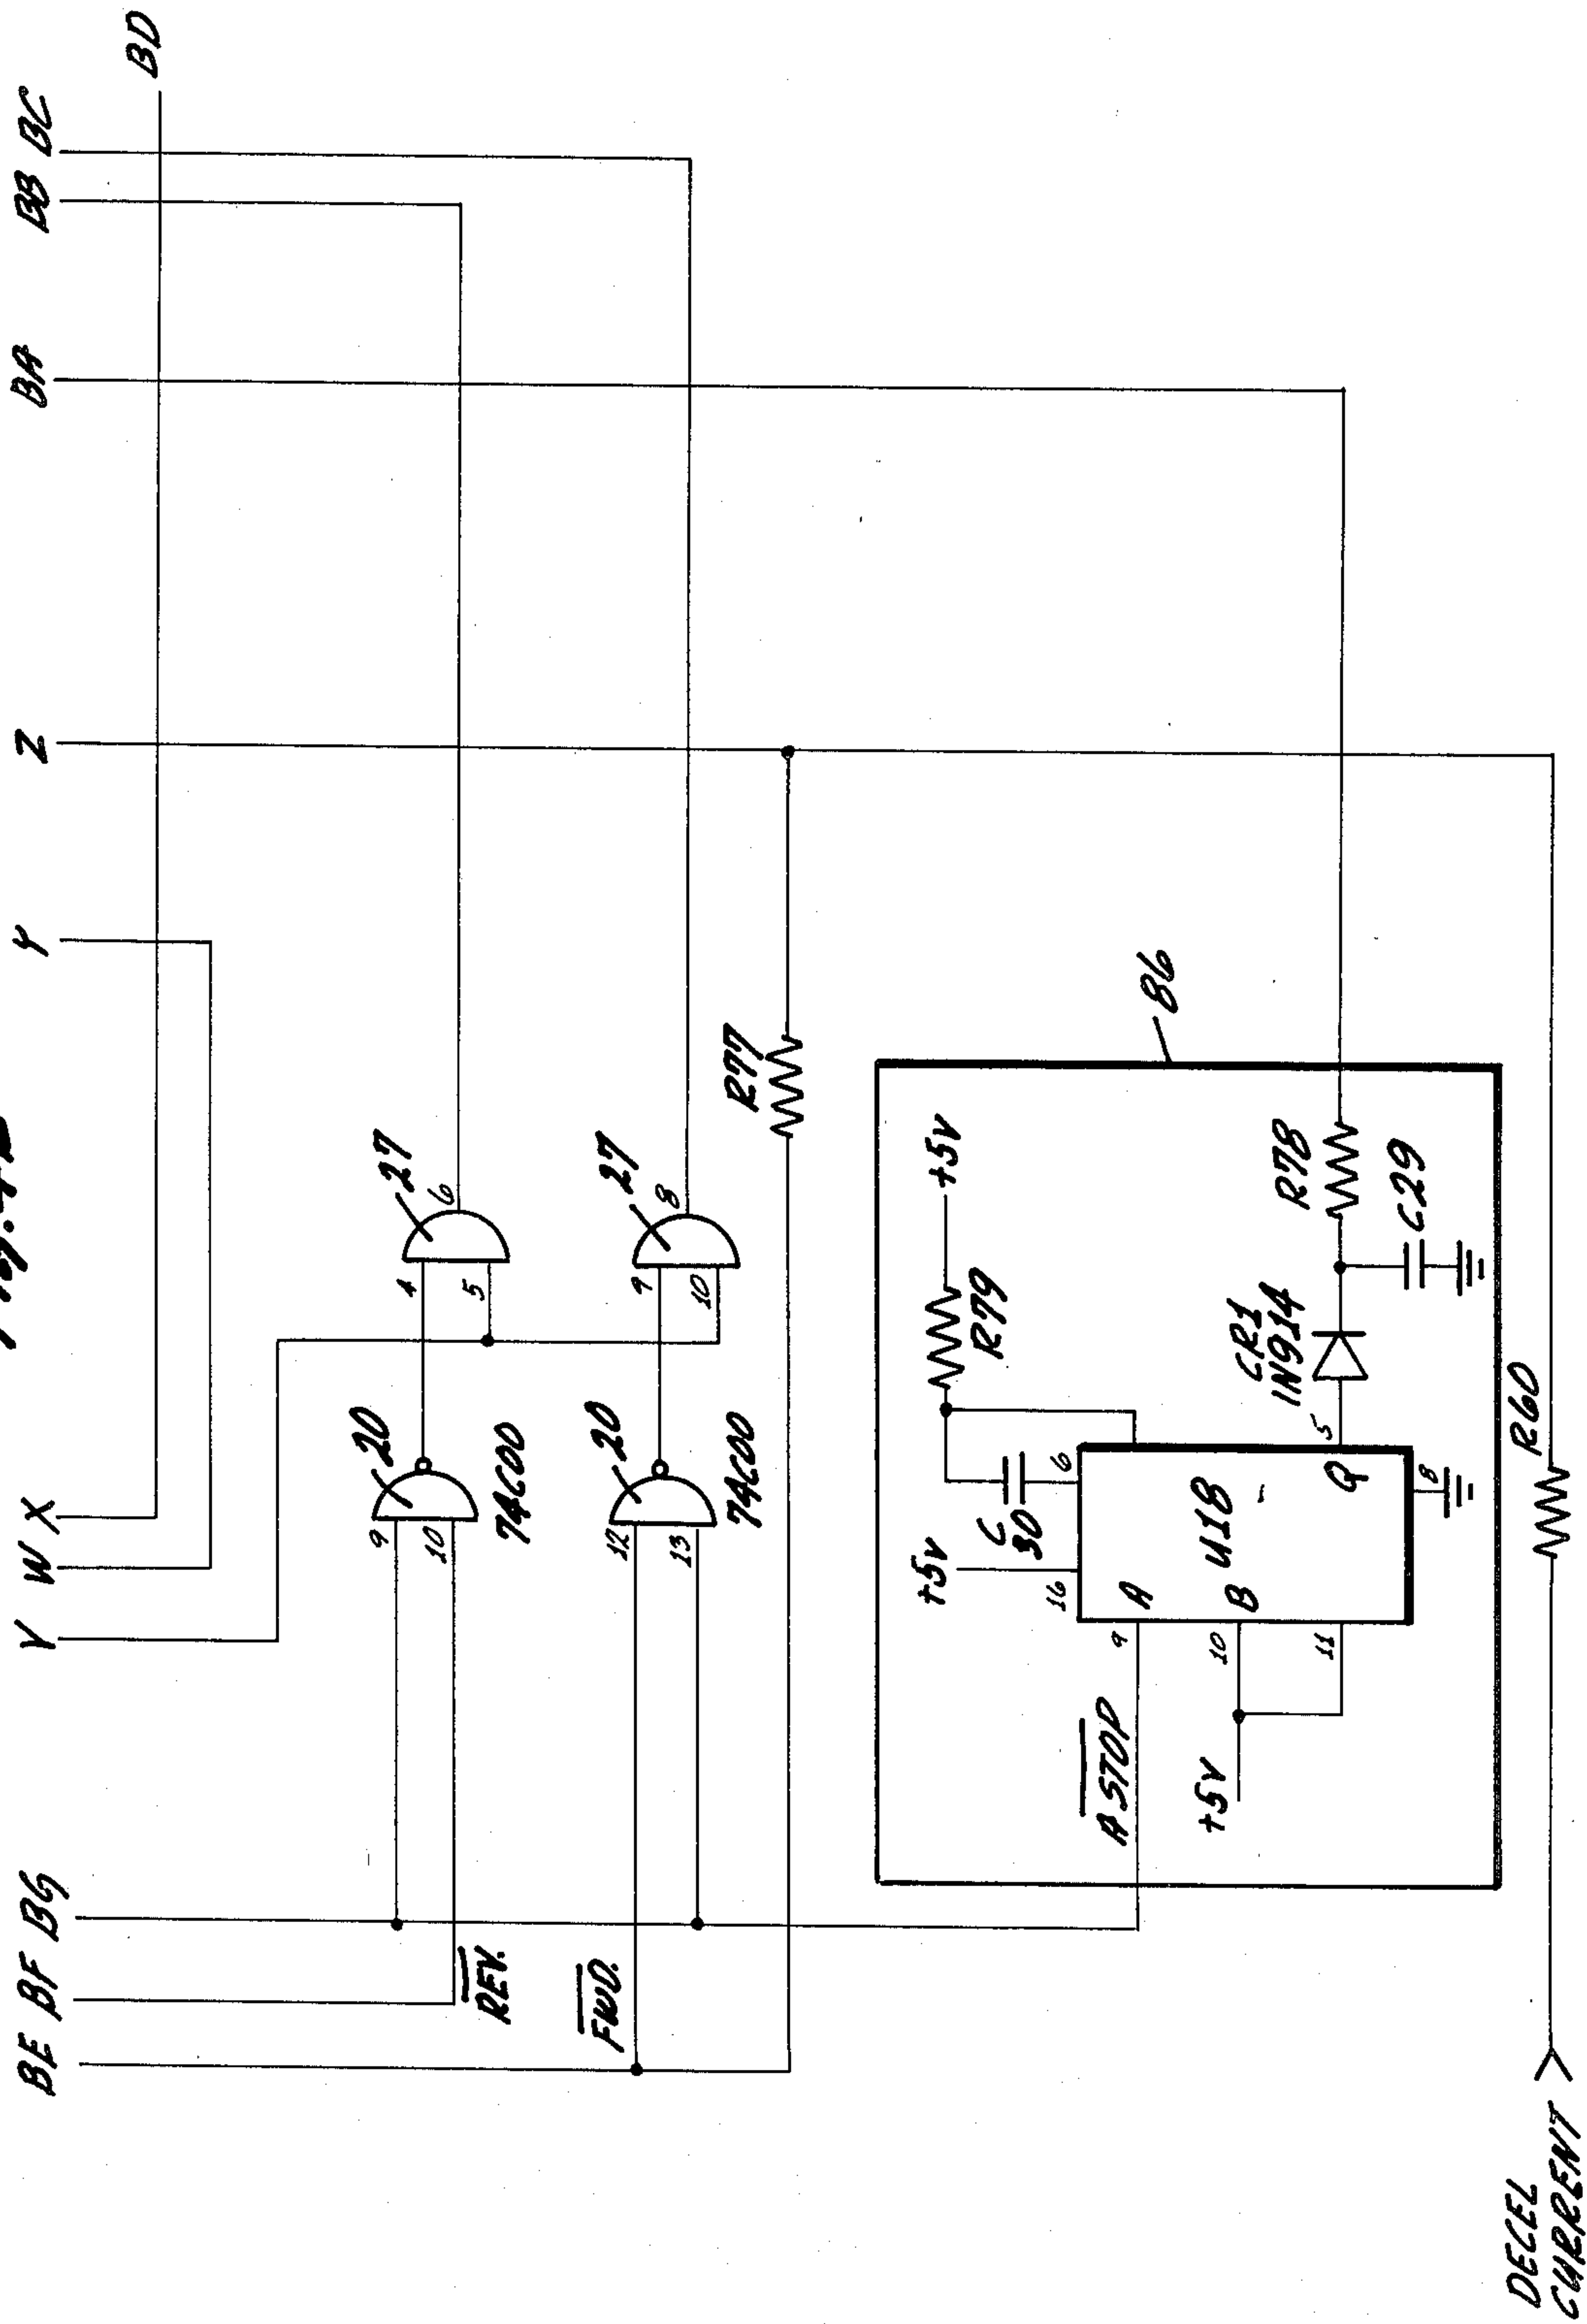 BE BF BG
V W X
Y
Z
BA
BB BC
BD
REV.
FWD.
9
10
20
74C00
12
13
20
74C00
4
5
27
6
9
10
27
8
R77
86
A STOP
+5V
+5V
C
30
R79
+5V
16
6
9
A
10
B
11
U18
Q
5
8
CR1
1N914
R78
C29
R60
DECEL
CURRENT